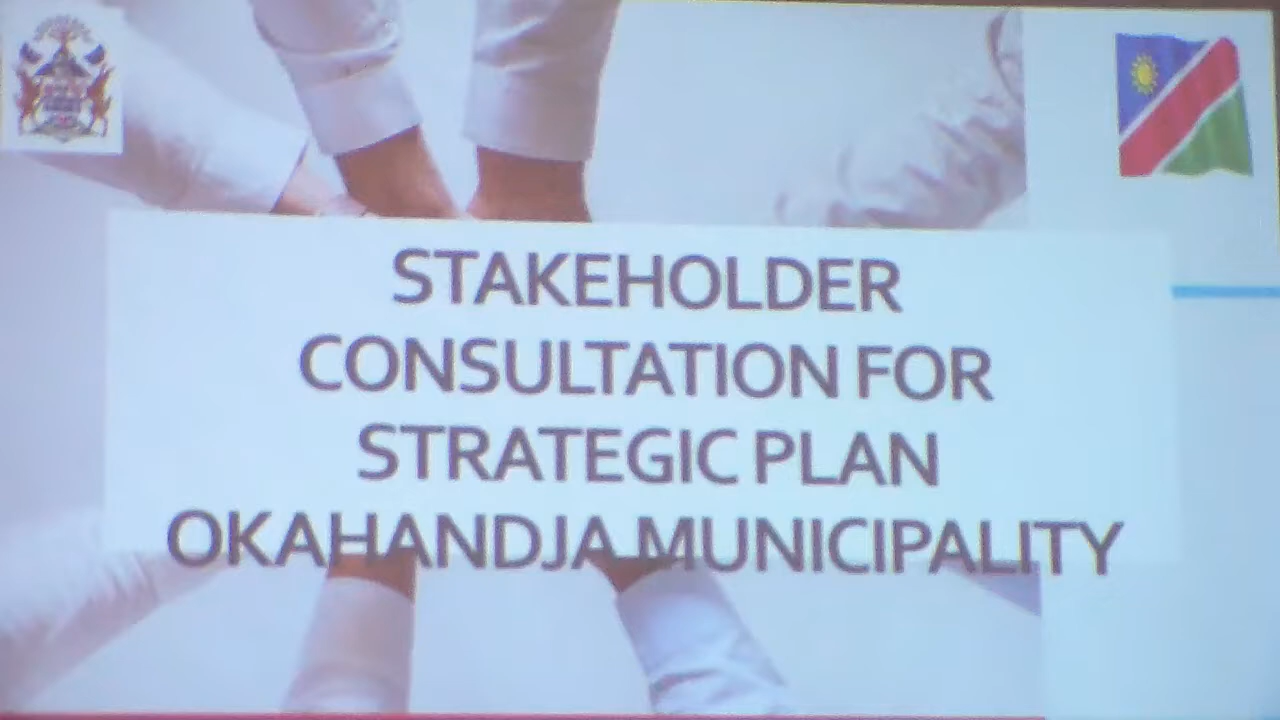 STAKEHOLDER
CONSULTATION FOR
STRATEGIC PLAN
OKAHANDJA MUNICIPALITY